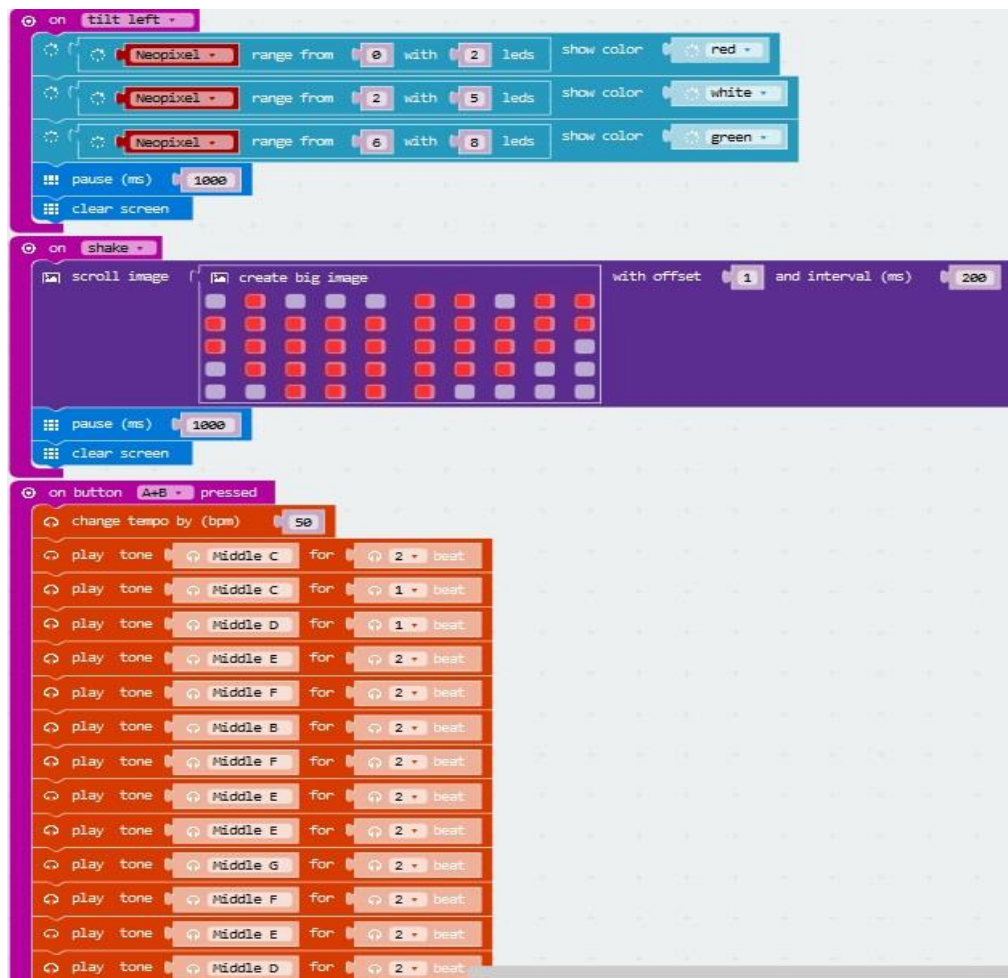 on tilt left
Neopixel range from 0 with 2 leds show color red
Neopixel range from 2 with 5 leds show color white
Neopixel range from 6 with 8 leds show color green
pause (ms) 1000
clear screen
on shake
scroll image create big image with offset 1 and interval (ms) 200
pause (ms) 1000
clear screen
on button A+B pressed
change tempo by (bpm) 50
play tone Middle C for 2 beat
play tone Middle C for 1 beat
play tone Middle D for 1 beat
play tone Middle E for 2 beat
play tone Middle F for 2 beat
play tone Middle B for 2 beat
play tone Middle F for 2 beat
play tone Middle E for 2 beat
play tone Middle E for 2 beat
play tone Middle G for 2 beat
play tone Middle F for 2 beat
play tone Middle E for 2 beat
play tone Middle D for 2 beat